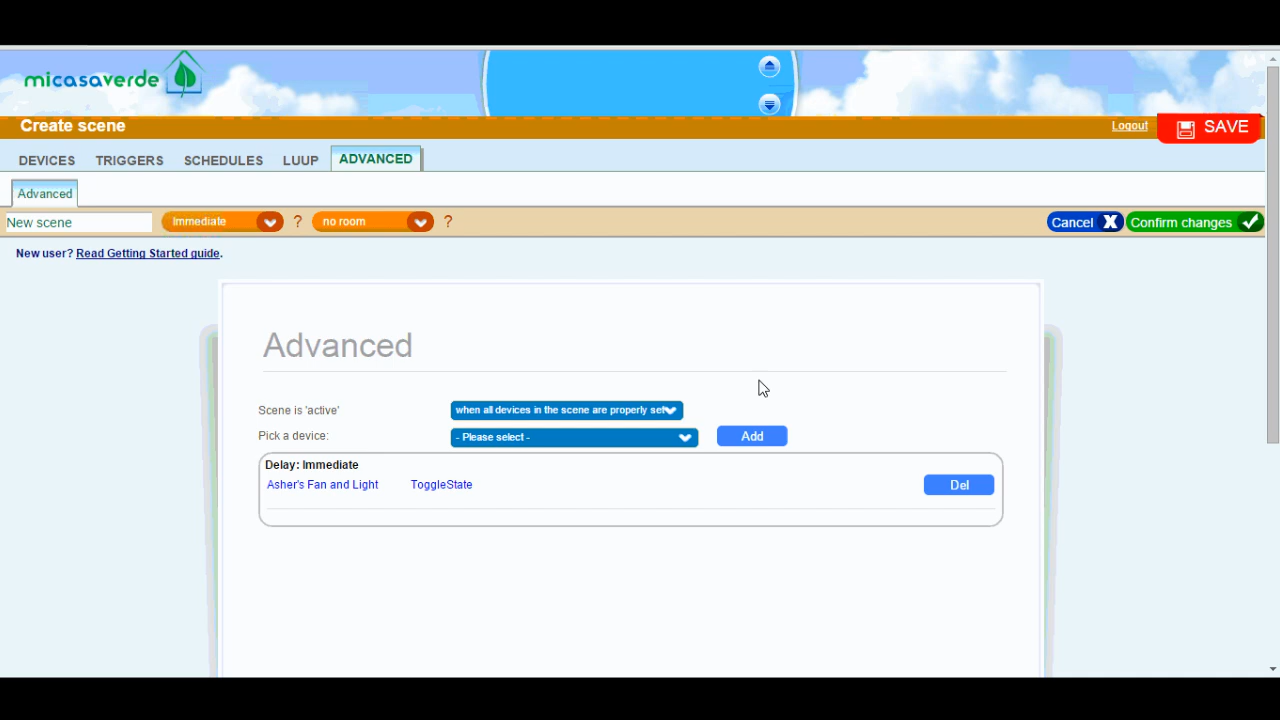 micasaverde
Create scene
Logout
SAVE
DEVICES TRIGGERS SCHEDULES LUUP ADVANCED
Advanced
New scene Immediate ? no room ? Cancel X Confirm changes
New user? Read Getting Started guide.
Advanced
Scene is 'active' when all devices in the scene are properly set
Pick a device: - Please select - Add
Delay: Immediate
Asher's Fan and Light ToggleState Del